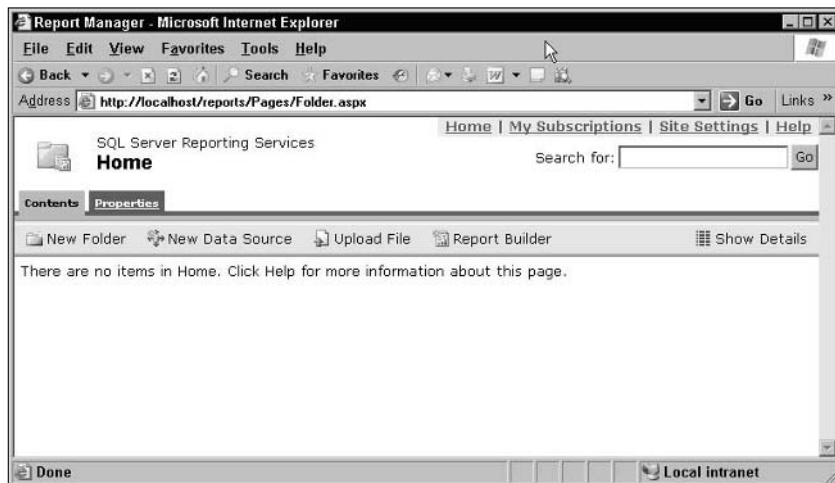 Report Manager - Microsoft Internet Explorer
File Edit View Favorites Tools Help
Back Search Favorites
Address http://localhost/reports/Pages/Folder.aspx Go Links »
Home | My Subscriptions | Site Settings | Help
SQL Server Reporting Services
Home
Search for: Go
Contents Properties
New Folder New Data Source Upload File Report Builder Show Details
There are no items in Home. Click Help for more information about this page.
Done Local intranet